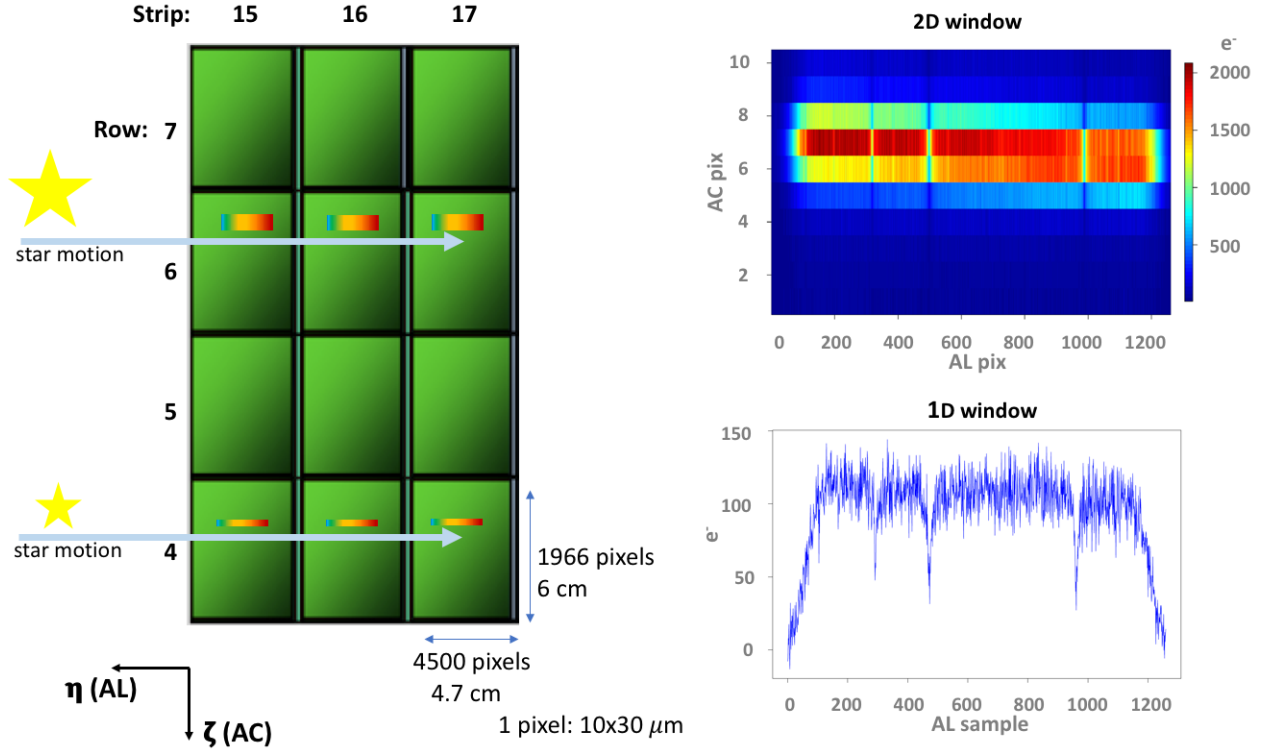 Strip: 15 16 17
Row: 7
star motion
6
5
star motion
4
1966 pixels
6 cm
4500 pixels
4.7 cm
1 pixel: 10x30 μm
η (AL)
ζ (AC)
2D window
e-
10
8
6
4
2
AC pix
2000
1500
1000
500
0 200 400 600 800 1000 1200
AL pix
1D window
150
100
50
0
e-
0 200 400 600 800 1000 1200
AL sample